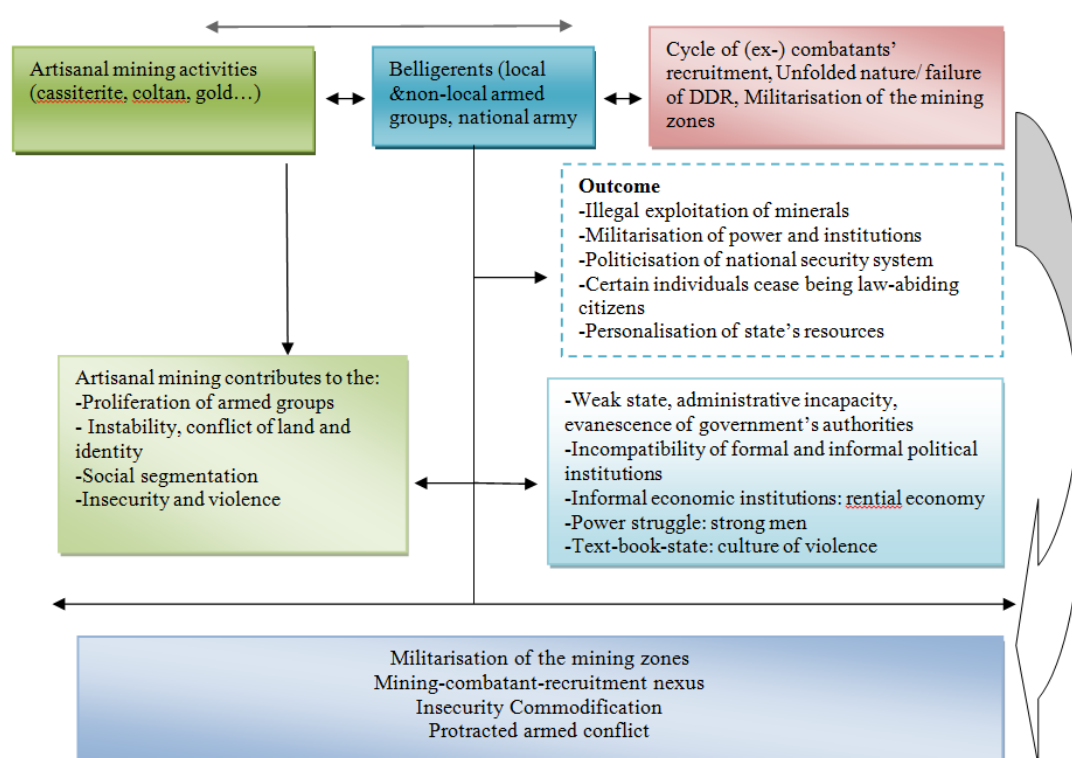 Artisanal mining activities
(cassiterite, coltan, gold…)
Belligerents (local
&non-local armed
groups, national army
Cycle of (ex-) combatants’
recruitment, Unfolded nature/ failure
of DDR, Militarisation of the mining
zones
Outcome
-Illegal exploitation of minerals
-Militarisation of power and institutions
-Politicisation of national security system
-Certain individuals cease being law-abiding
citizens
-Personalisation of state’s resources
Artisanal mining contributes to the:
-Proliferation of armed groups
- Instability, conflict of land and
identity
-Social segmentation
-Insecurity and violence
-Weak state, administrative incapacity,
evanescence of government’s authorities
-Incompatibility of formal and informal political
institutions
-Informal economic institutions: rential economy
-Power struggle: strong men
-Text-book-state: culture of violence
Militarisation of the mining zones
Mining-combatant-recruitment nexus
Insecurity Commodification
Protracted armed conflict